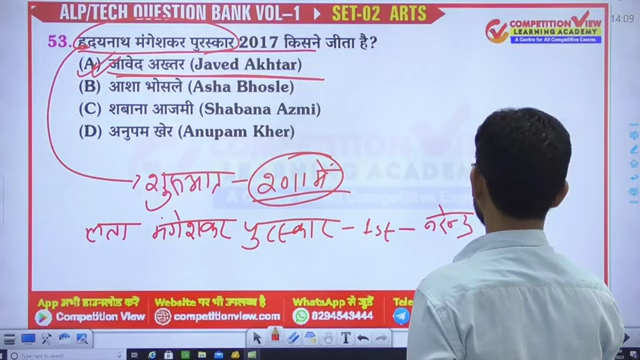 ALP/TECH QUESTION BANK VOL-1 SET-02 ARTS
COMPETITION VIEW
LEARNING ACADEMY
A Centre for All Competitive Exams
14:09
53. हृदयनाथ मंगेशकर पुरस्कार 2017 किसने जीता है?
(A) जावेद अख्तर (Javed Akhtar)
(B) आशा भोसले (Asha Bhosle)
(C) शबाना आजमी (Shabana Azmi)
(D) अनुपम खेर (Anupam Kher)
शुरुआत - 2011 में
लता मंगेशकर पुरस्कार - 1st - नरेन्द्र
App अभी डाउनलोड करें
Competition View
Website पर भी उपलब्ध है
competitionview.com
WhatsApp से जुड़ें
8294543444